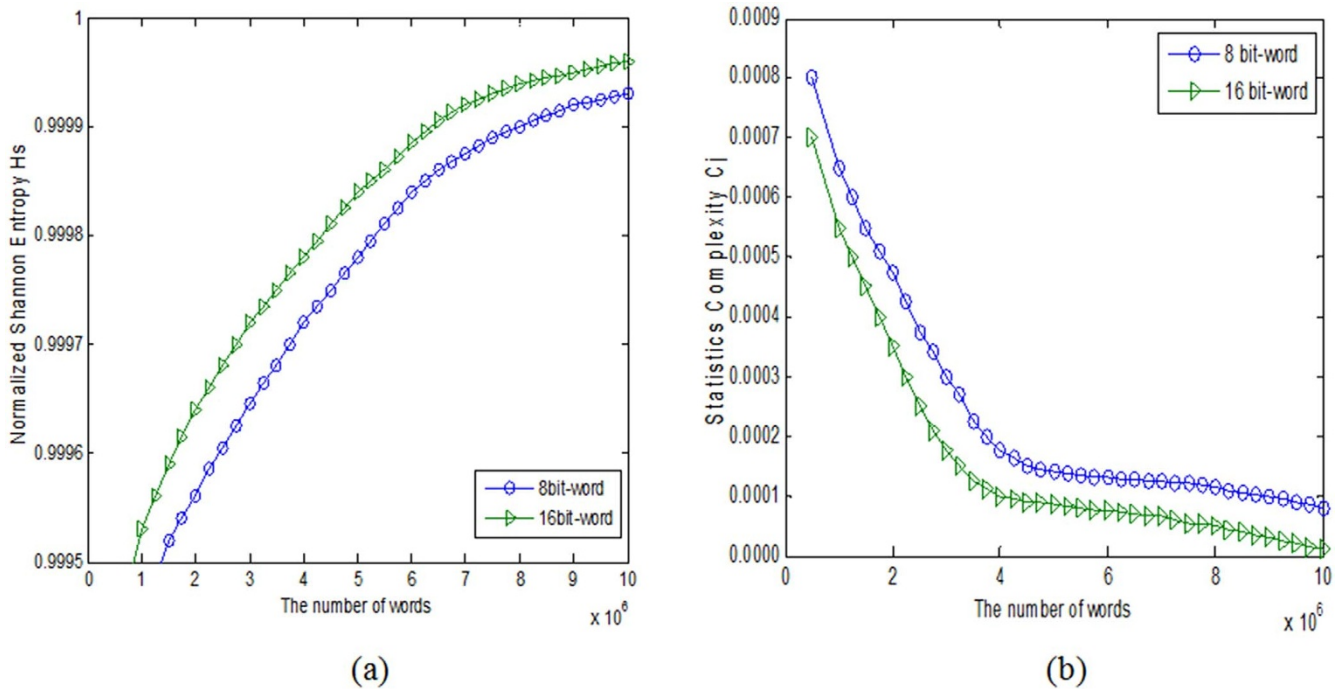 Normalized Shannon Entropy Hs
1
0.9999
0.9998
0.9997
0.9996
0.9995
0 1 2 3 4 5 6 7 8 9 10
The number of words
x 10^6
8bit-word
16bit-word
(a)
Statistics Complexity Cj
0.0009
0.0008
0.0007
0.0006
0.0005
0.0004
0.0003
0.0002
0.0001
0.0000
0 2 4 6 8 10
The number of words
x 10^6
8 bit-word
16 bit-word
(b)